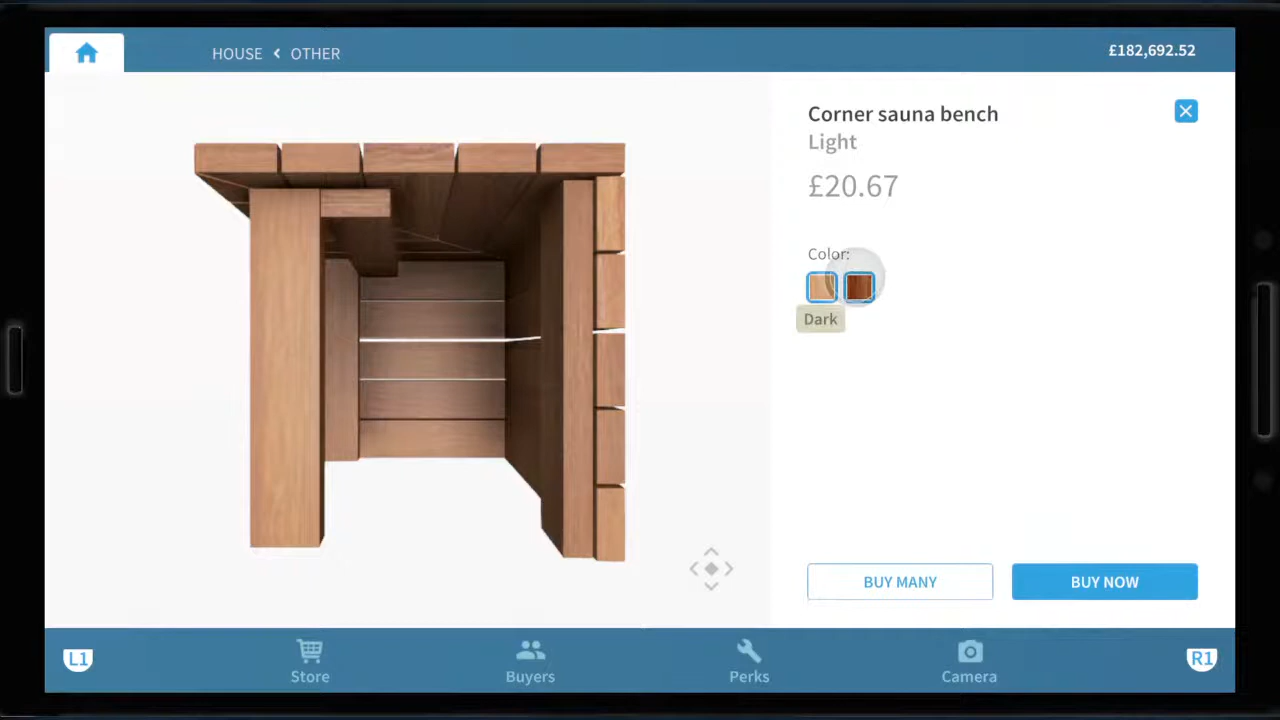 HOUSE < OTHER
£182,692.52
Corner sauna bench
Light
£20.67
Color:
Dark
BUY MANY
BUY NOW
L1
Store
Buyers
Perks
Camera
R1